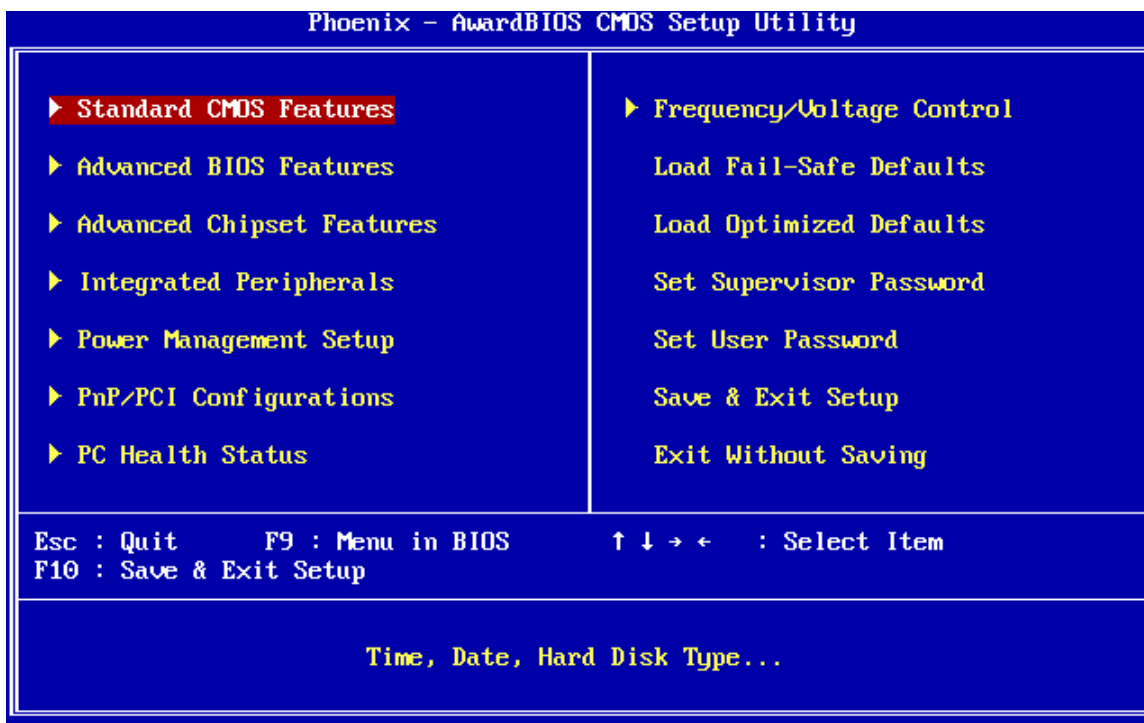 Phoenix - AwardBIOS CMOS Setup Utility
Standard CMOS Features
Advanced BIOS Features
Advanced Chipset Features
Integrated Peripherals
Power Management Setup
PnP/PCI Configurations
PC Health Status
Frequency/Voltage Control
Load Fail-Safe Defaults
Load Optimized Defaults
Set Supervisor Password
Set User Password
Save & Exit Setup
Exit Without Saving
Esc : Quit F9 : Menu in BIOS ↑ ↓ → ← : Select Item
F10 : Save & Exit Setup
Time, Date, Hard Disk Type...